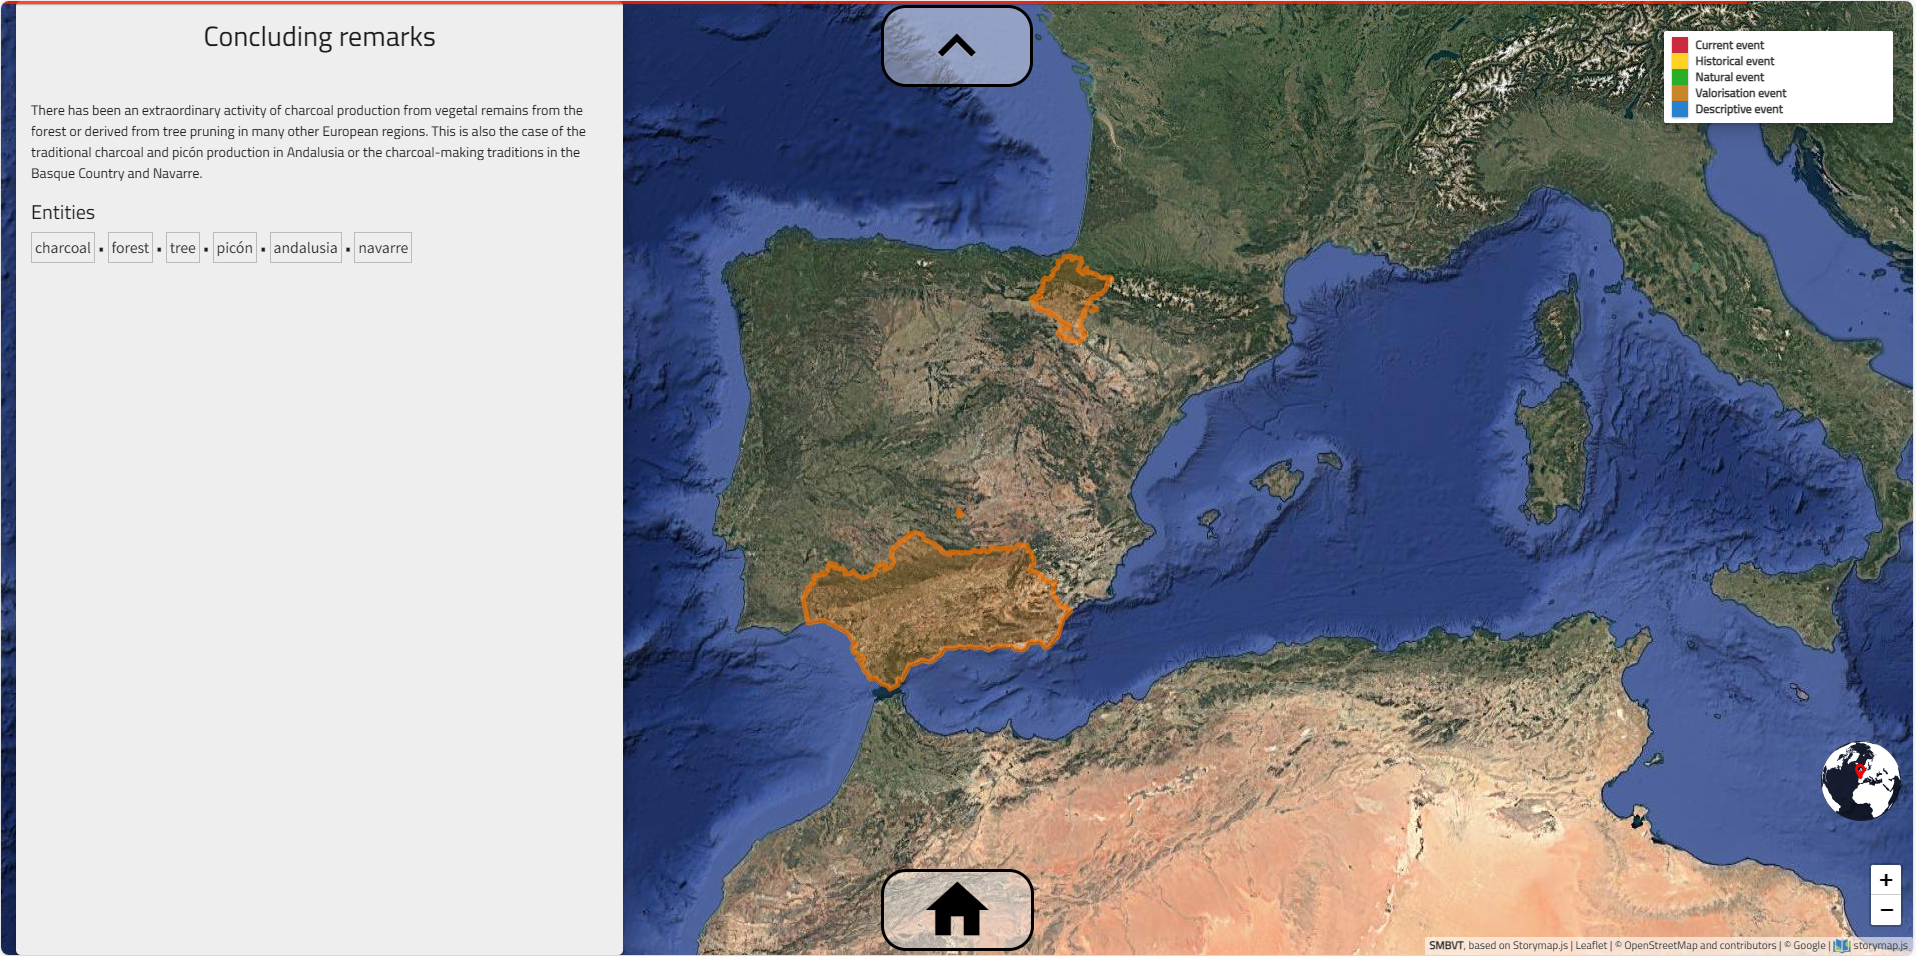 Concluding remarks
There has been an extraordinary activity of charcoal production from vegetal remains from the
forest or derived from tree pruning in many other European regions. This is also the case of the
traditional charcoal and picón production in Andalusia or the charcoal-making traditions in the
Basque Country and Navarre.
Entities
charcoal ▪ forest ▪ tree ▪ picón ▪ andalusia ▪ navarre
Current event
Historical event
Natural event
Valorisation event
Descriptive event
+
−
SMBVT, based on Storymap.js | Leaflet | © OpenStreetMap and contributors | © Google | storymap.js